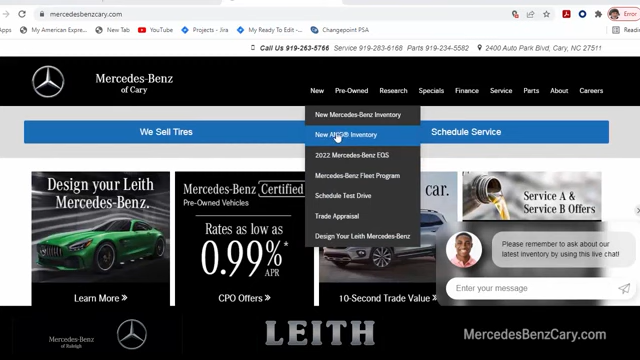 mercedesbenzcary.com
Error
Apps
My American Expre...
New Tab
YouTube
Projects - Jira
My Ready To Edit -...
Changepoint PSA
Call Us 919-263-5766 Service 919-283-6168 Parts 919-234-5582 2400 Auto Park Blvd, Cary, NC 27511
Mercedes-Benz
of Cary
New Pre-Owned Research Specials Finance Service Parts About Careers
New Mercedes-Benz Inventory
New AMG® Inventory
2022 Mercedes-Benz EQS
Mercedes-Benz Fleet Program
Schedule Test Drive
Trade Appraisal
Design Your Leith Mercedes-Benz
We Sell Tires
Schedule Service
Design your Leith
Mercedes-Benz.
Learn More »
Mercedes-Benz Certified
Pre-Owned Vehicles
Rates as low as
0.99%*
APR
CPO Offers »
car.
10-Second Trade Value »
Service A &
Service B Offers
Please remember to ask about our
latest inventory by using this live chat!
Enter your message
Mercedes-Benz
of Raleigh
LEITH
MercedesBenzCary.com